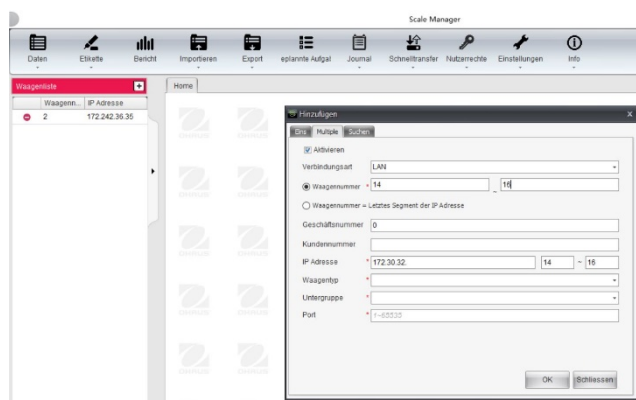 Scale Manager
Daten Etikette Bericht Importieren Export eplannte Aufgal Journal Schnelltransfer Nutzerrechte Einstellungen Info
Waagenliste
Waagenn... IP Adresse
2 172.242.36.35
Home
Hinzufügen
Eins Multiple Suchen
Aktivieren
Verbindungsart LAN
Waagennummer * 14 ~ 16
Waagennummer = Letztes Segment der IP Adresse
Geschäftsnummer 0
Kundennummer
IP Adresse * 172.30.32. 14 ~ 16
Waagentyp *
Untergruppe *
Port * 1-65535
OK Schliessen